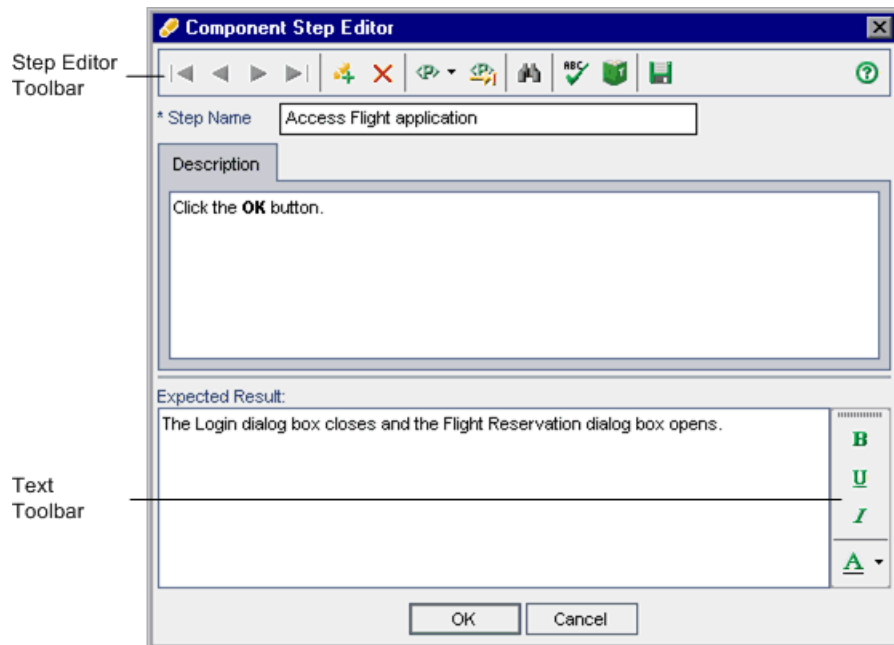 Component Step Editor
Step Editor
Toolbar
<P>
<P>
ABC
?
* Step Name
Access Flight application
Description
Click the OK button.
Expected Result:
The Login dialog box closes and the Flight Reservation dialog box opens.
B
U
I
A
Text
Toolbar
OK
Cancel